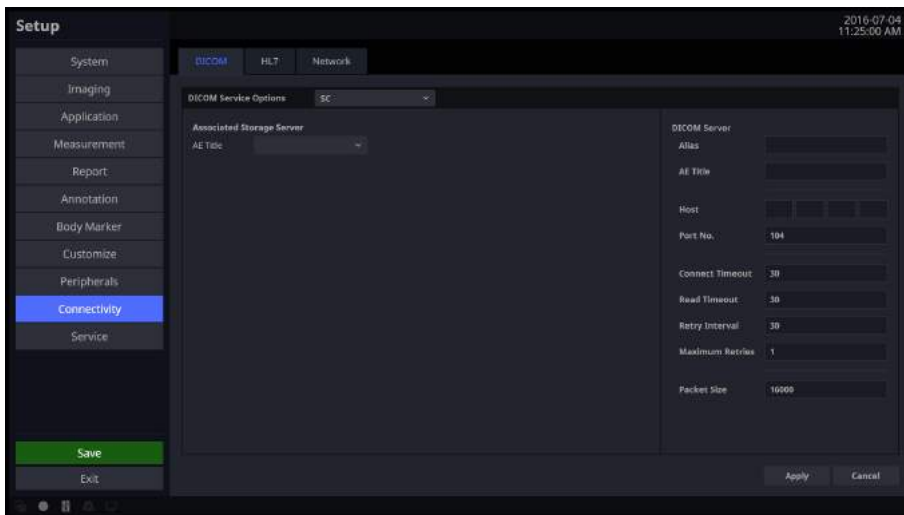 Setup
2016-07-04
11:25:00 AM
System
Imaging
Application
Measurement
Report
Annotation
Body Marker
Customize
Peripherals
Connectivity
Service
Save
Exit
DICOM HL7 Network
DICOM Service Options SC
Associated Storage Server
AE Title
DICOM Server
Alias
AE Title
Host
Port No. 104
Connect Timeout 30
Read Timeout 30
Retry Interval 30
Maximum Retries 1
Packet Size 16000
Apply Cancel